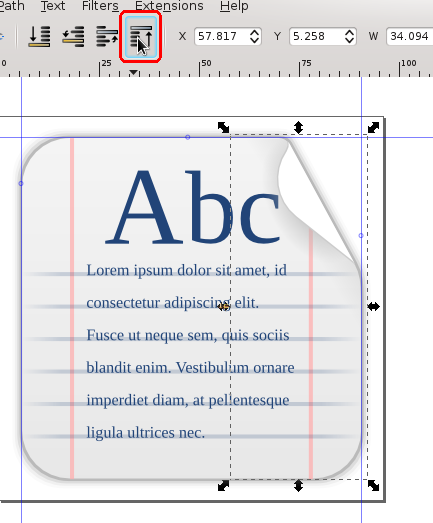 Path Text Filters Extensions Help
X 57.817 Y 5.258 W 34.094
0 25 50 75 100
Abc
Lorem ipsum dolor sit amet, id
consectetur adipiscing elit.
Fusce ut neque sem, quis sociis
blandit enim. Vestibulum ornare
imperdiet diam, at pellentesque
ligula ultrices nec.